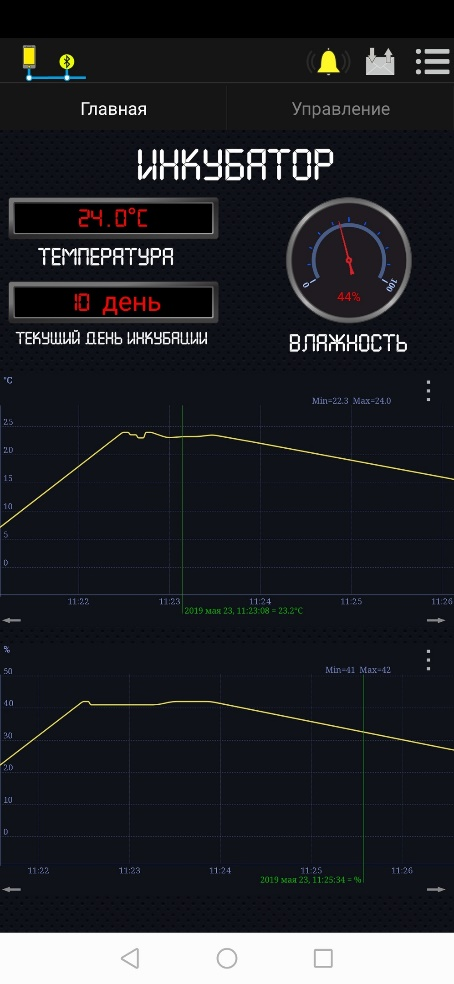 Главная Управление
ИНКУБАТОР
24.0°C
ТЕМПЕРАТУРА
10 день
ТЕКУЩИЙ ДЕНЬ ИНКУБАЦИИ
0 100
44%
ВЛАЖНОСТЬ
°C
Min=22.3 Max=24.0
25
20
15
10
5
0
11:22 11:23 11:24 11:25 11:26
2019 мая 23, 11:23:08 = 23.2°C
%
Min=41 Max=42
50
40
30
20
10
0
11:22 11:23 11:24 11:25 11:26
2019 мая 23, 11:25:34 = %